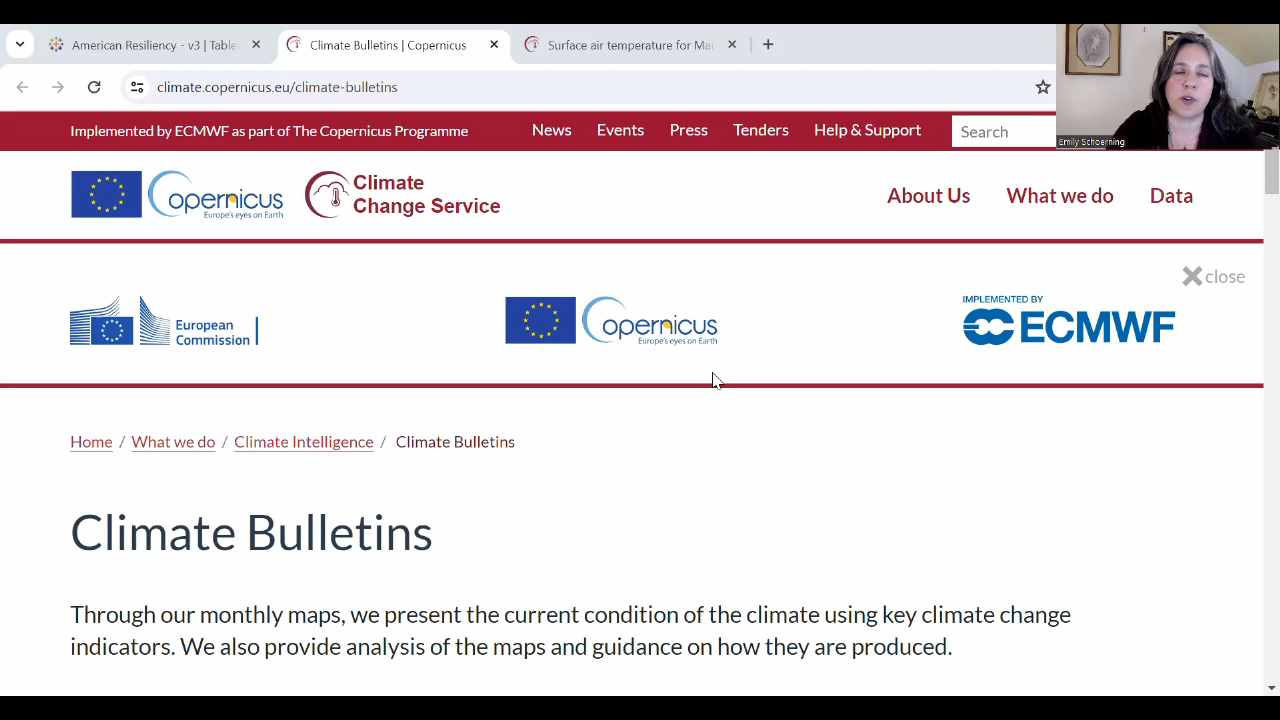 American Resiliency - v3 | Table
Climate Bulletins | Copernicus
Surface air temperature for Mar
climate.copernicus.eu/climate-bulletins
Emily Schoerning
Implemented by ECMWF as part of The Copernicus Programme
News
Events
Press
Tenders
Help & Support
Search
Copernicus
Europe's eyes on Earth
Climate
Change Service
About Us
What we do
Data
close
European
Commission
Copernicus
Europe's eyes on Earth
IMPLEMENTED BY
ECMWF
Home / What we do / Climate Intelligence / Climate Bulletins
Climate Bulletins
Through our monthly maps, we present the current condition of the climate using key climate change
indicators. We also provide analysis of the maps and guidance on how they are produced.